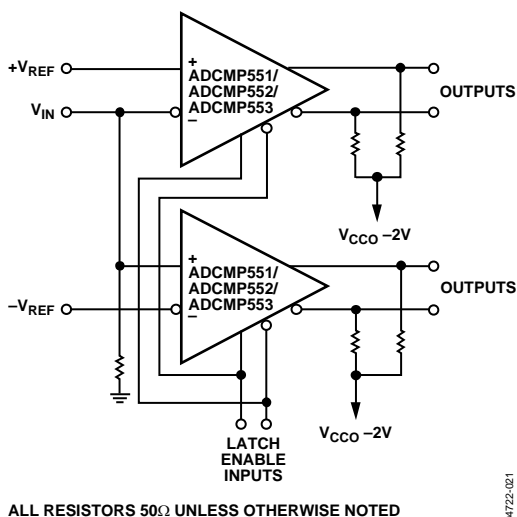 +VREF
+
ADCMP551/
ADCMP552/
ADCMP553
–
VIN
OUTPUTS
VCCO –2V
+
ADCMP551/
ADCMP552/
ADCMP553
–
–VREF
OUTPUTS
VCCO –2V
LATCH
ENABLE
INPUTS
ALL RESISTORS 50Ω UNLESS OTHERWISE NOTED
4722-021